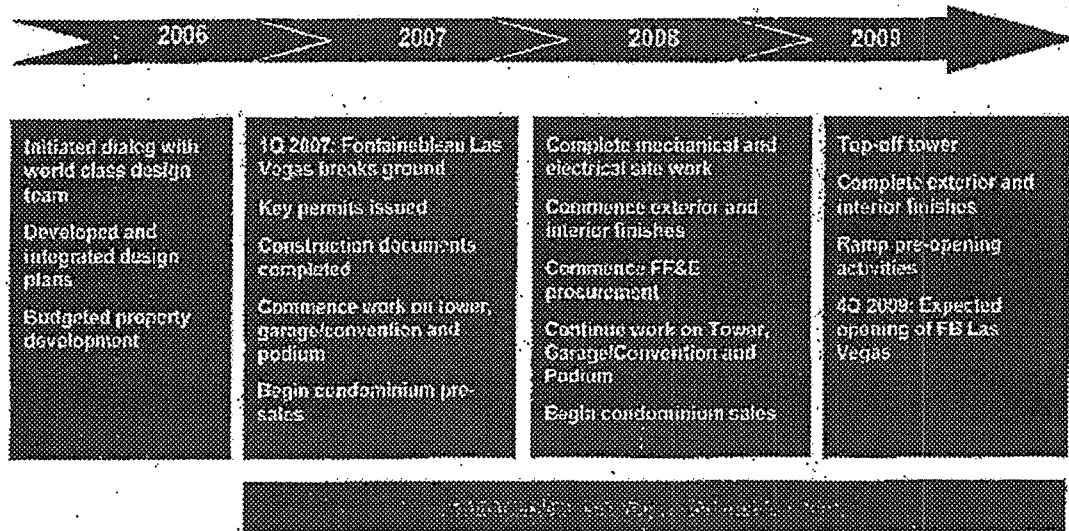 2006
2007
2008
2009
Initiated dialog with
world class design
team
Developed and
integrated design
plans
Budgeted property
development
1Q 2007: Fontainebleau Las
Vegas breaks ground
Key permits issued
Construction documents
completed
Commence work on tower,
garage/convention and
podium
Begin condominium pre-
sales
Complete mechanical and
electrical site work
Commence exterior and
interior finishes
Commence FF&E
procurement
Continue work on Tower,
Garage/Convention and
Podium
Begin condominium sales
Top-off tower
Complete exterior and
interior finishes
Ramp pre-opening
activities
4Q 2009: Expected
opening of FB Las
Vegas